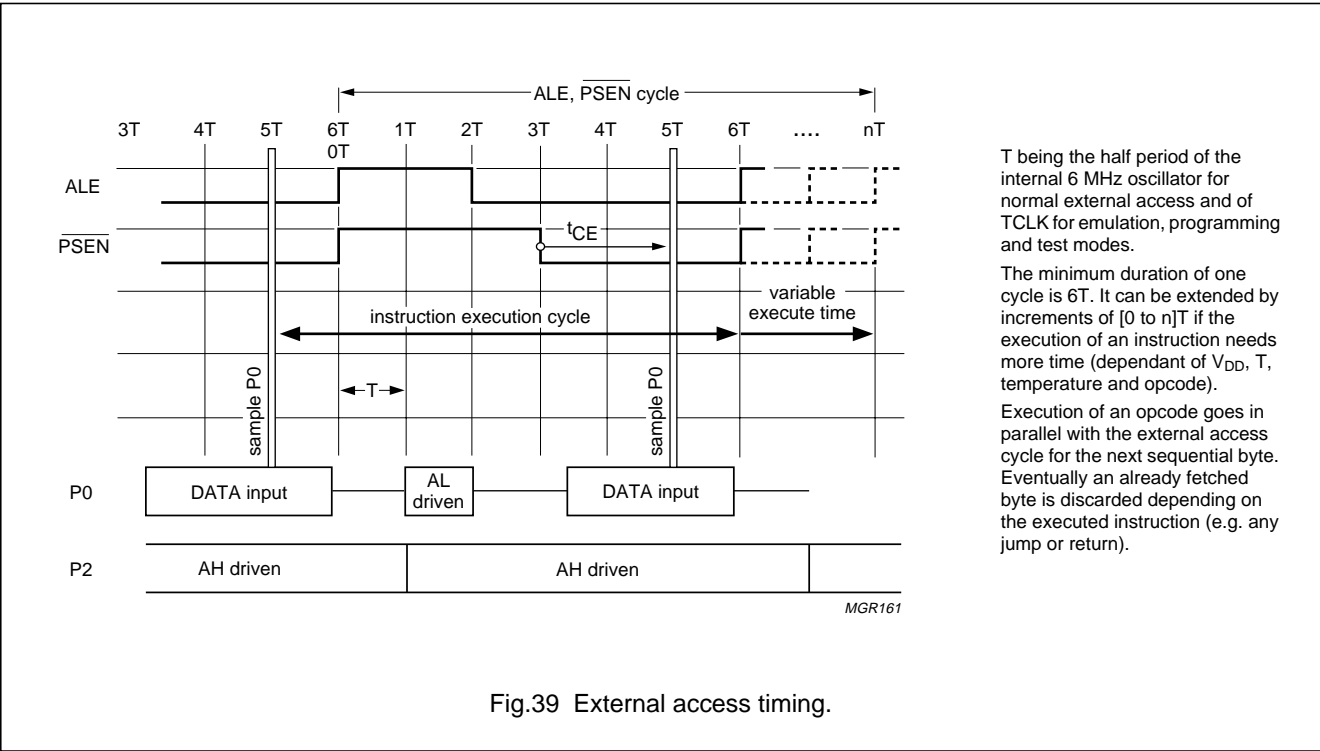 ALE, PSEN cycle
3T 4T 5T 6T 1T 2T 3T 4T 5T 6T .... nT
0T
ALE
PSEN
tCE
variable
execute time
instruction execution cycle
T
sample P0
sample P0
P0
DATA input
AL
driven
DATA input
P2
AH driven
AH driven
MGR161
T being the half period of the
internal 6 MHz oscillator for
normal external access and of
TCLK for emulation, programming
and test modes.
The minimum duration of one
cycle is 6T. It can be extended by
increments of [0 to n]T if the
execution of an instruction needs
more time (dependant of VDD, T,
temperature and opcode).
Execution of an opcode goes in
parallel with the external access
cycle for the next sequential byte.
Eventually an already fetched
byte is discarded depending on
the executed instruction (e.g. any
jump or return).
Fig.39 External access timing.